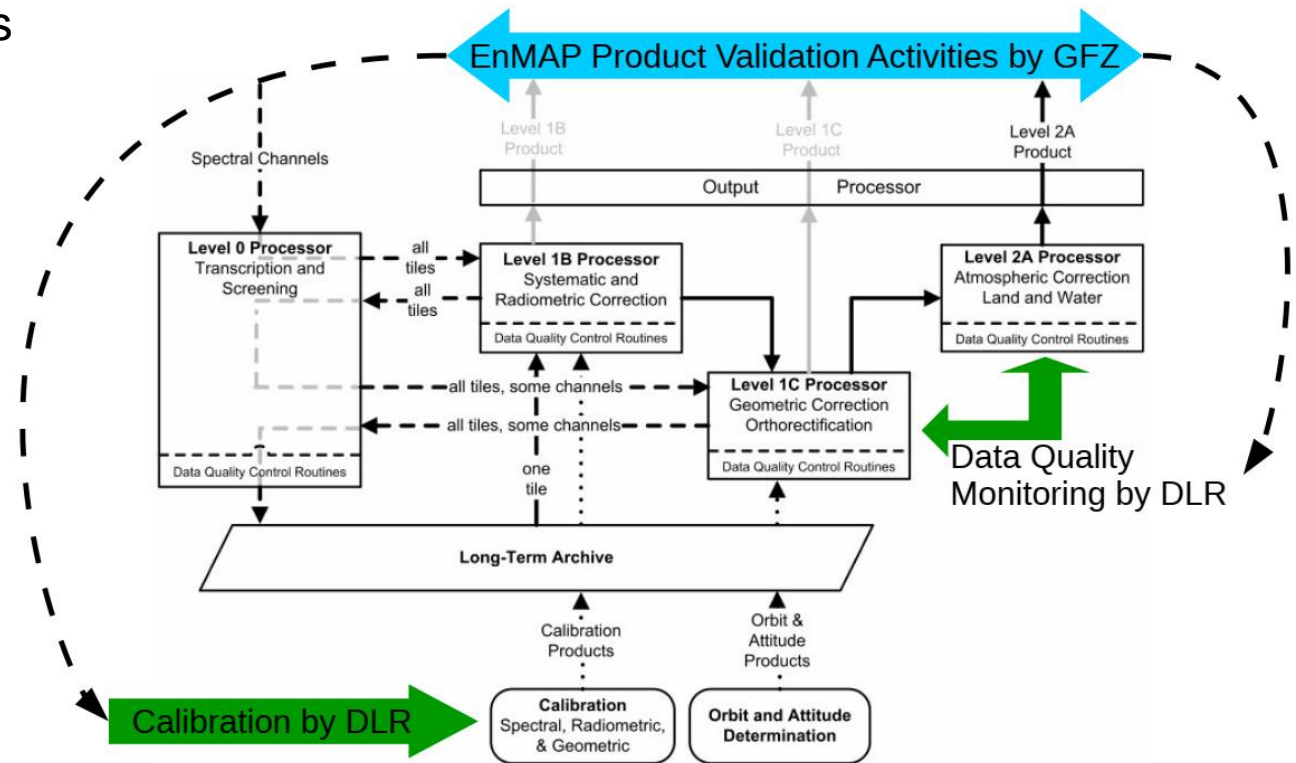 s
EnMAP Product Validation Activities by GFZ
Level 1B
Product
Level 1C
Product
Level 2A
Product
Spectral Channels
Output Processor
Level 0 Processor
Transcription and
Screening
Data Quality Control Routines
all
tiles
all
tiles
Level 1B Processor
Systematic and
Radiometric Correction
Data Quality Control Routines
Level 2A Processor
Atmospheric Correction
Land and Water
Data Quality Control Routines
all tiles, some channels
all tiles, some channels
Level 1C Processor
Geometric Correction
Orthorectification
Data Quality Control Routines
one
tile
Data Quality
Monitoring by DLR
Long-Term Archive
Calibration
Products
Orbit &
Attitude
Products
Calibration by DLR
Calibration
Spectral, Radiometric,
& Geometric
Orbit and Attitude
Determination